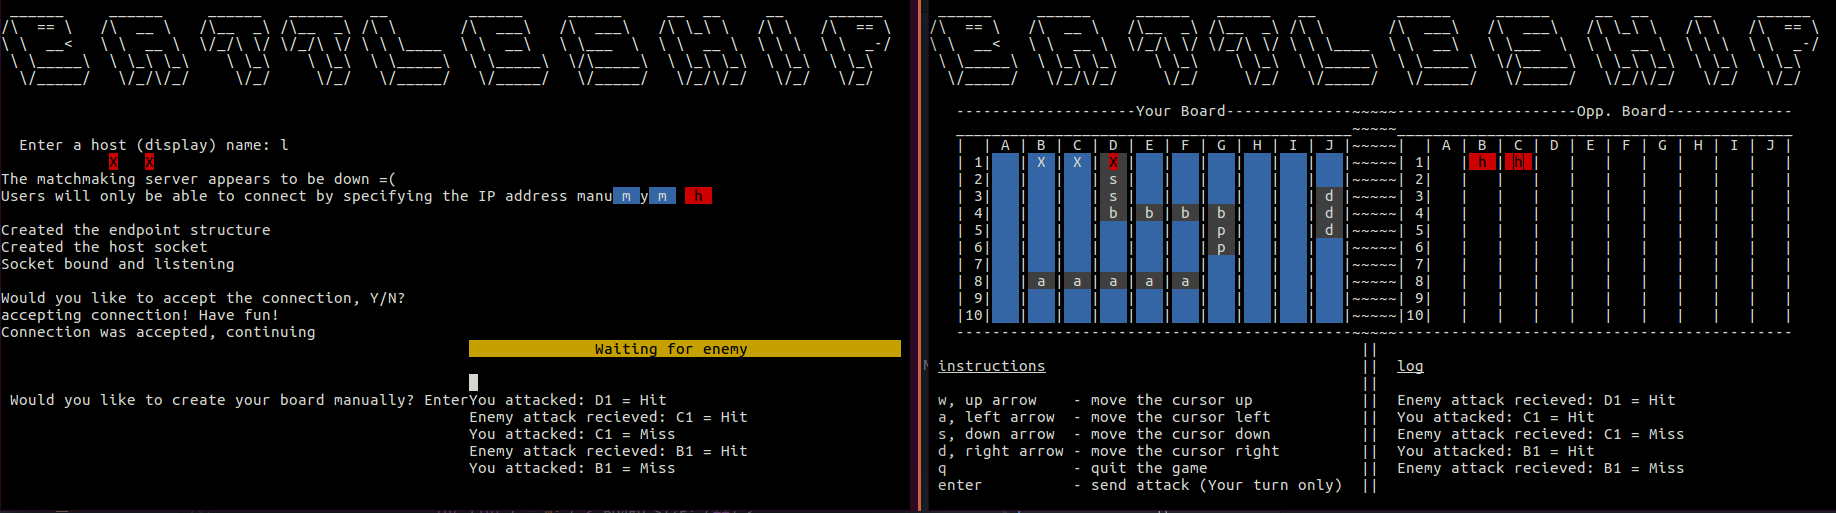 BATTLESHIP
Enter a host (display) name: l
X X
The matchmaking server appears to be down =(
Users will only be able to connect by specifying the IP address manu m y m h
Created the endpoint structure
Created the host socket
Socket bound and listening
Would you like to accept the connection, Y/N?
accepting connection! Have fun!
Connection was accepted, continuing
Waiting for enemy
Would you like to create your board manually? EnterYou attacked: D1 = Hit
Enemy attack recieved: C1 = Hit
You attacked: C1 = Miss
Enemy attack recieved: B1 = Hit
You attacked: B1 = Miss
BATTLESHIP
--------------------Your Board--------------~~~~~--------------------Opp. Board--------------
| A | B | C | D | E | F | G | H | I | J |~~~~~| | A | B | C | D | E | F | G | H | I | J |
| 1| | X | X | X | | | | | | |~~~~~| 1| | h | h | | | | | | | |
| 2| | | | s | | | | | | |~~~~~| 2| | | | | | | | | | |
| 3| | | | s | | | | | | d |~~~~~| 3| | | | | | | | | | |
| 4| | | | b | b | b | b | | | d |~~~~~| 4| | | | | | | | | | |
| 5| | | | | | | p | | | d |~~~~~| 5| | | | | | | | | | |
| 6| | | | | | | p | | | |~~~~~| 6| | | | | | | | | | |
| 7| | | | | | | | | | |~~~~~| 7| | | | | | | | | | |
| 8| | a | a | a | a | a | | | | |~~~~~| 8| | | | | | | | | | |
| 9| | | | | | | | | | |~~~~~| 9| | | | | | | | | | |
|10| | | | | | | | | | |~~~~~|10| | | | | | | | | | |
instructions
w, up arrow - move the cursor up
a, left arrow - move the cursor left
s, down arrow - move the cursor down
d, right arrow - move the cursor right
q - quit the game
enter - send attack (Your turn only)
log
Enemy attack recieved: D1 = Hit
You attacked: C1 = Hit
Enemy attack recieved: C1 = Miss
You attacked: B1 = Hit
Enemy attack recieved: B1 = Miss